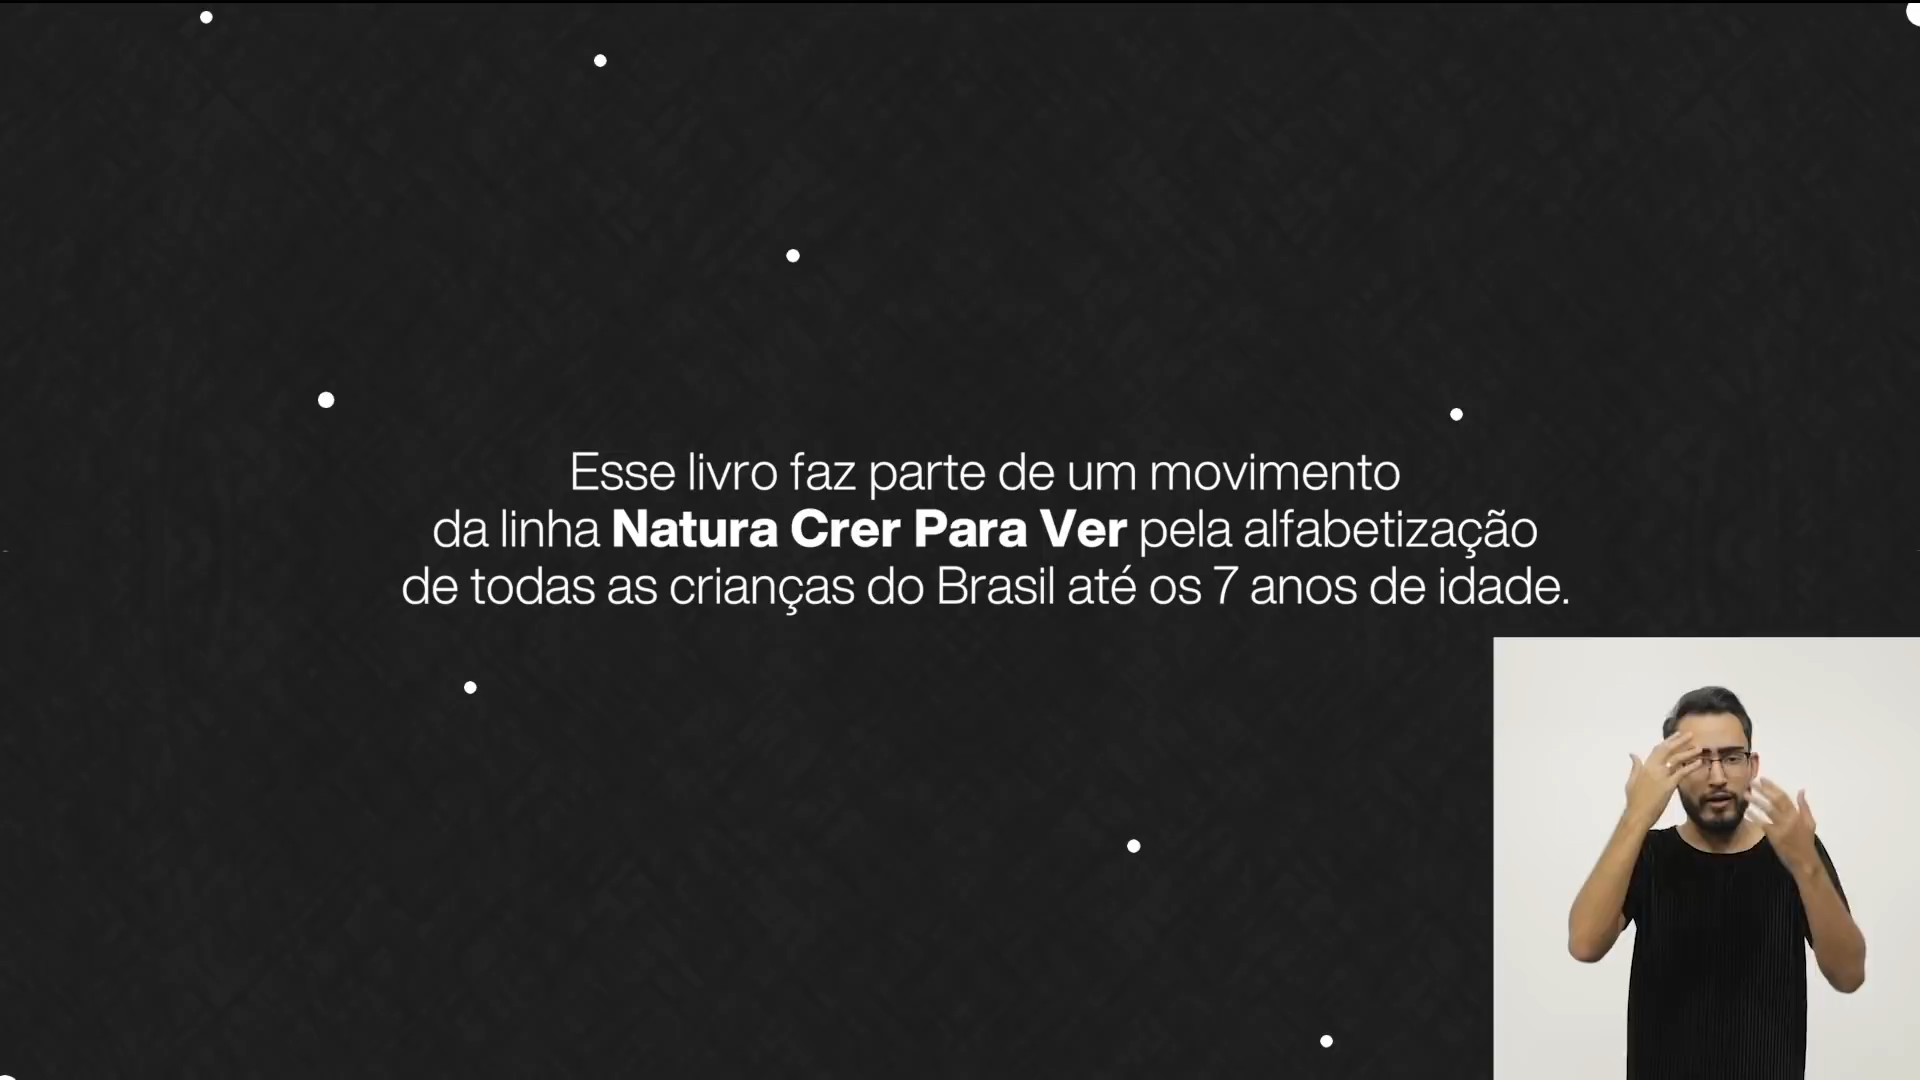 Esse livro faz parte de um movimento
da linha Natura Crer Para Ver pela alfabetização
de todas as crianças do Brasil até os 7 anos de idade.